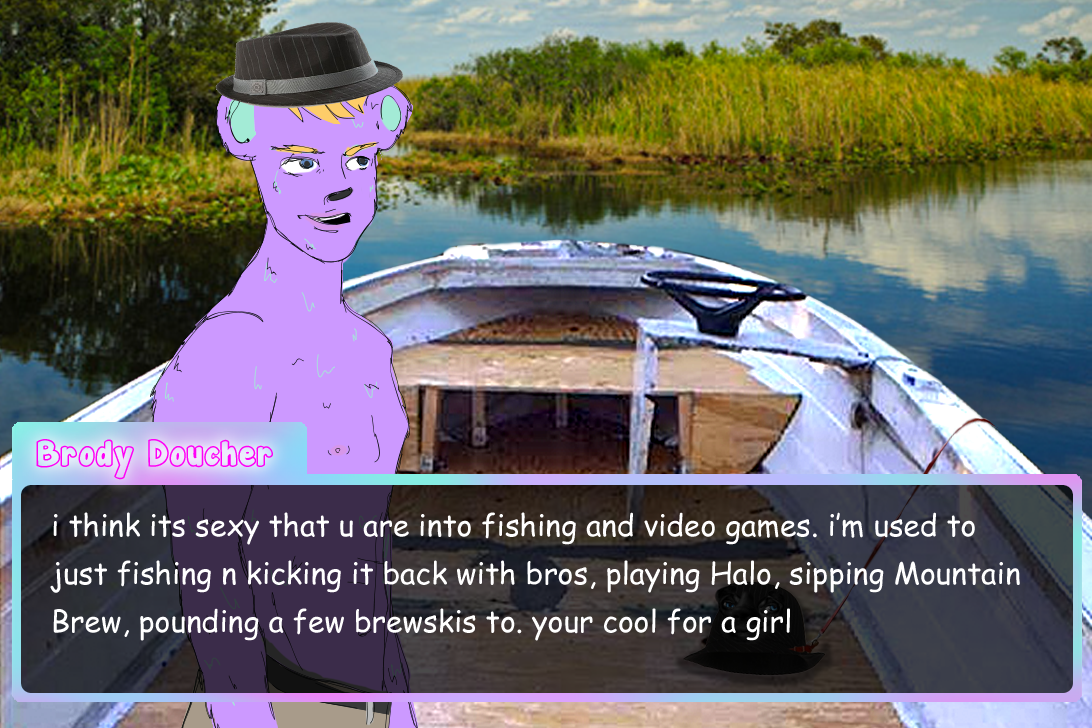 Brody Doucher
i think its sexy that u are into fishing and video games. i'm used to
just fishing n kicking it back with bros, playing Halo, sipping Mountain
Brew, pounding a few brewskis to. your cool for a girl